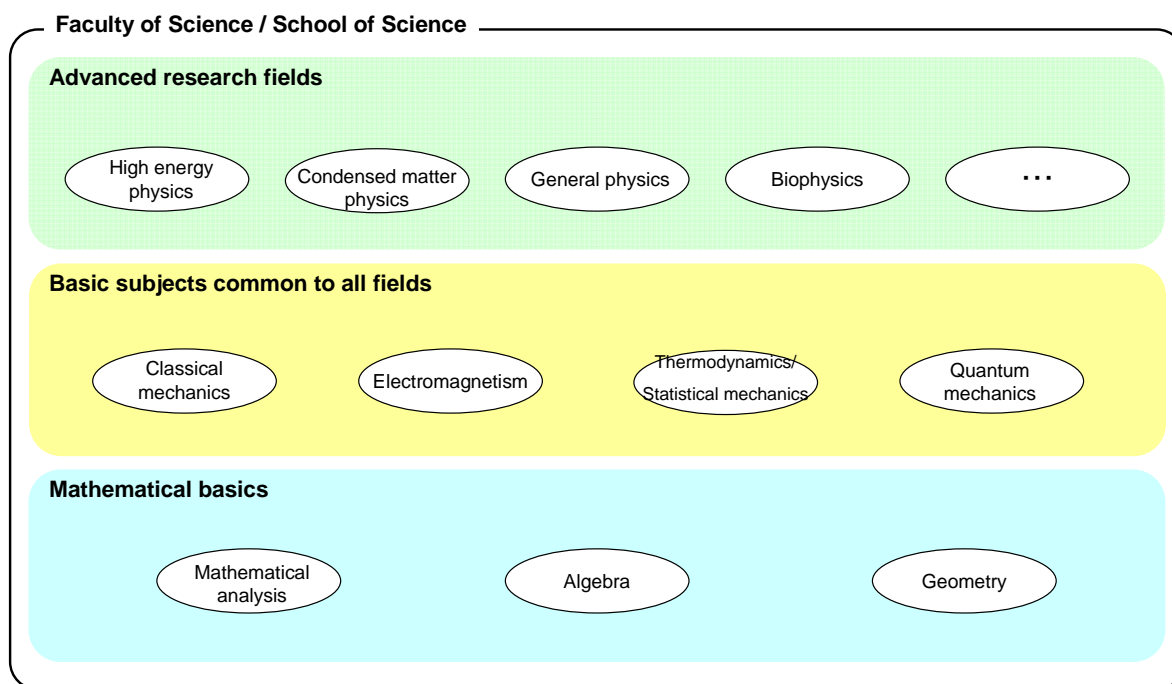 Faculty of Science / School of Science
Advanced research fields
High energy
physics
Condensed matter
physics
General physics
Biophysics
...
Basic subjects common to all fields
Classical
mechanics
Electromagnetism
Thermodynamics/
Statistical mechanics
Quantum
mechanics
Mathematical basics
Mathematical
analysis
Algebra
Geometry